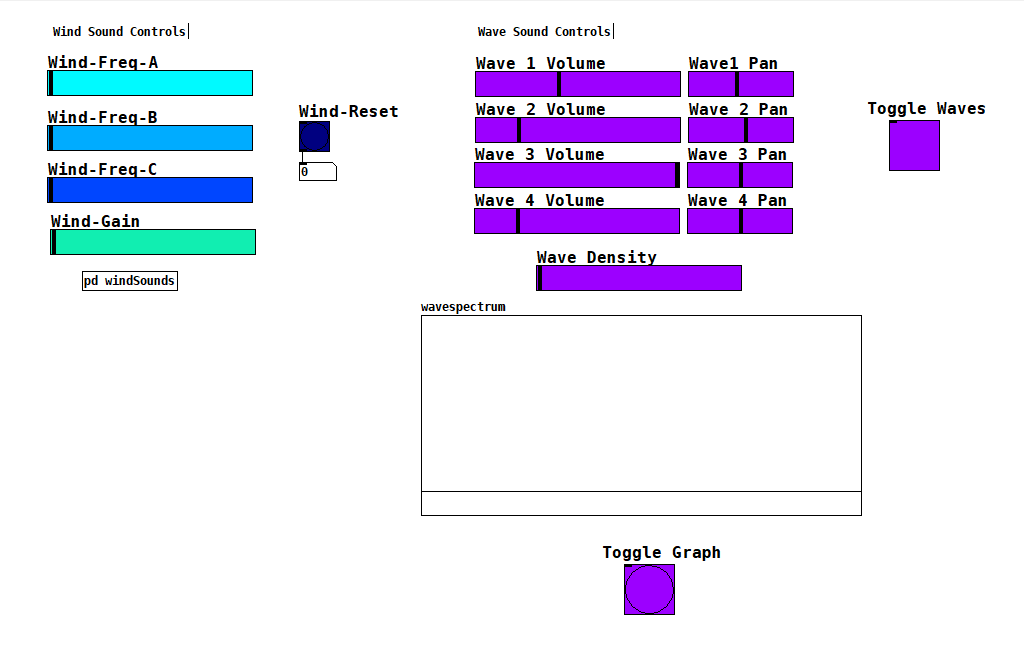 Wind Sound Controls
Wind-Freq-A
Wind-Freq-B
Wind-Freq-C
Wind-Gain
pd windSounds
Wind-Reset
0
Wave Sound Controls
Wave 1 Volume
Wave1 Pan
Wave 2 Volume
Wave 2 Pan
Wave 3 Volume
Wave 3 Pan
Wave 4 Volume
Wave 4 Pan
Wave Density
Toggle Waves
wavespectrum
Toggle Graph